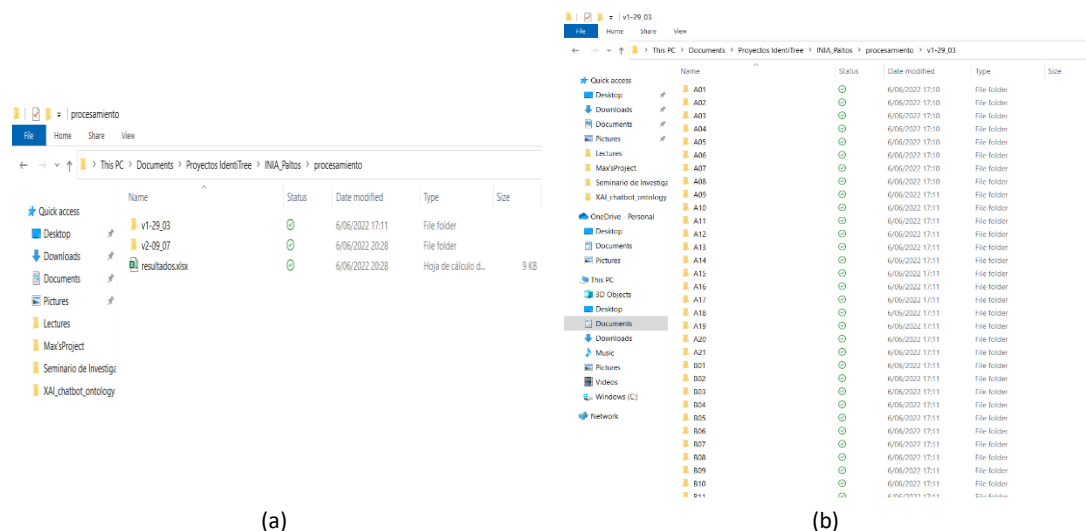 procesamiento
File Home Share View
This PC > Documents > Proyectos IdentiTree > INIA_Paltos > procesamiento
Name Status Date modified Type Size
Quick access
Desktop
Downloads
Documents
Pictures
Lectures
Max'sProject
Seminario de Investiga
XAI_chatbot_ontology
v1-29_03 6/06/2022 17:11 File folder
v2-09_07 6/06/2022 20:28 File folder
resultados.xlsx 6/06/2022 20:28 Hoja de cálculo d... 9 KB
(a)
v1-29_03
File Home Share View
This PC > Documents > Proyectos IdentiTree > INIA_Paltos > procesamiento > v1-29_03
Name Status Date modified Type Size
Quick access
Desktop
Downloads
Documents
Pictures
Lectures
Max'sProject
Seminario de Investiga
XAI_chatbot_ontology
OneDrive - Personal
Desktop
Documents
Pictures
This PC
3D Objects
Desktop
Documents
Downloads
Music
Pictures
Videos
Windows (C:)
Network
A01 6/06/2022 17:10 File folder
A02 6/06/2022 17:10 File folder
A03 6/06/2022 17:10 File folder
A04 6/06/2022 17:10 File folder
A05 6/06/2022 17:10 File folder
A06 6/06/2022 17:10 File folder
A07 6/06/2022 17:10 File folder
A08 6/06/2022 17:10 File folder
A09 6/06/2022 17:11 File folder
A10 6/06/2022 17:11 File folder
A11 6/06/2022 17:11 File folder
A12 6/06/2022 17:11 File folder
A13 6/06/2022 17:11 File folder
A14 6/06/2022 17:11 File folder
A15 6/06/2022 17:11 File folder
A16 6/06/2022 17:11 File folder
A17 6/06/2022 17:11 File folder
A18 6/06/2022 17:11 File folder
A19 6/06/2022 17:11 File folder
A20 6/06/2022 17:11 File folder
A21 6/06/2022 17:11 File folder
B01 6/06/2022 17:11 File folder
B02 6/06/2022 17:11 File folder
B03 6/06/2022 17:11 File folder
B04 6/06/2022 17:11 File folder
B05 6/06/2022 17:11 File folder
B06 6/06/2022 17:11 File folder
B07 6/06/2022 17:11 File folder
B08 6/06/2022 17:11 File folder
B09 6/06/2022 17:11 File folder
B10 6/06/2022 17:11 File folder
B11 6/06/2022 17:11 File folder
(b)